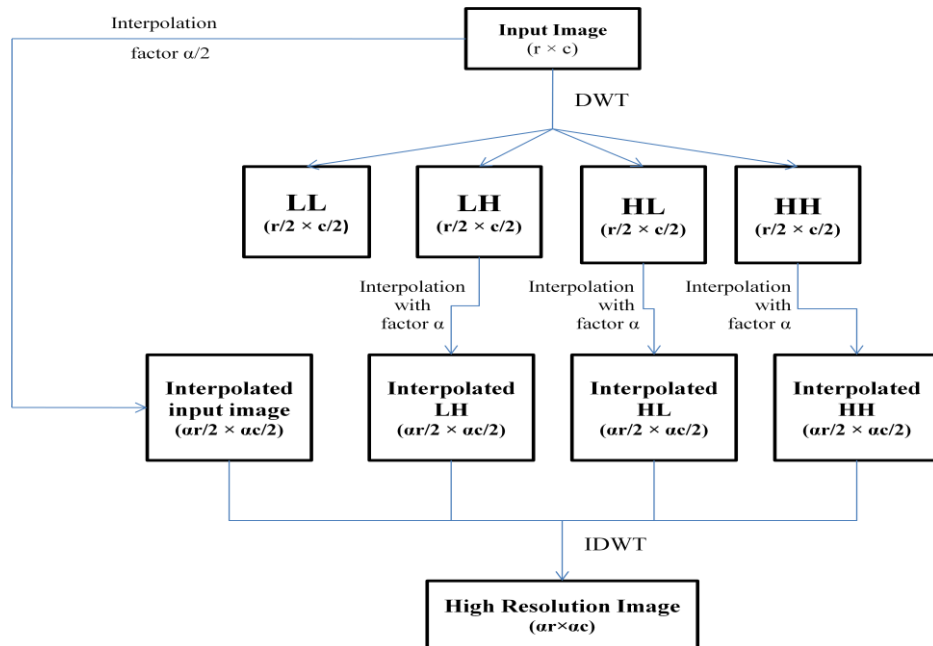 Interpolation
factor α/2
Input Image
(r × c)
DWT
LL
(r/2 × c/2)
LH
(r/2 × c/2)
HL
(r/2 × c/2)
HH
(r/2 × c/2)
Interpolation
with
factor α
Interpolation
with
factor α
Interpolation
with
factor α
Interpolated
input image
(αr/2 × αc/2)
Interpolated
LH
(αr/2 × αc/2)
Interpolated
HL
(αr/2 × αc/2)
Interpolated
HH
(αr/2 × αc/2)
IDWT
High Resolution Image
(αr×αc)